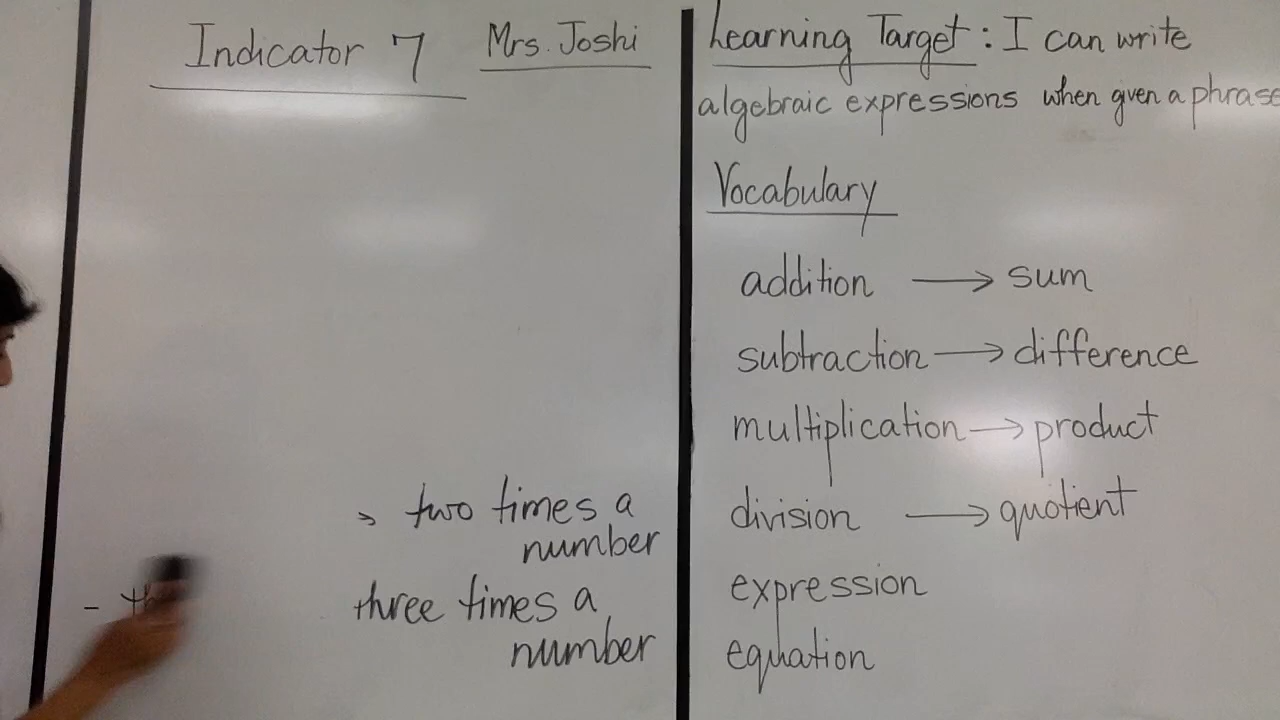 Indicator 7 Mrs. Joshi
two times a
number
three times a
number
Learning Target: I can write
algebraic expressions when given a phrase
Vocabulary
addition → sum
subtraction → difference
multiplication → product
division → quotient
expression
equation